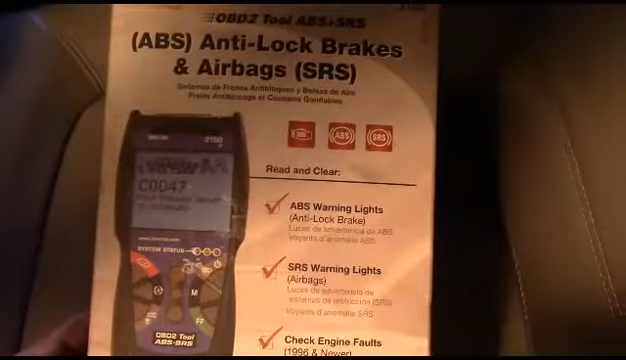 OBD2 Tool ABS+SRS
(ABS) Anti-Lock Brakes
& Airbags (SRS)
Sistemas de Frenos Antibloqueo y Bolsas de Aire
Freins Antiblocage et Coussins Gonflables
ABS
SRS
3150
C0047
SYSTEM STATUS
M
FF
OBD2 Tool
ABS-SRS
Read and Clear:
ABS Warning Lights
(Anti-Lock Brake)
Luces de advertencia de ABS
Voyants d'anomalie ABS
SRS Warning Lights
(Airbags)
Luces de advertencia de
sistemas de restricción (SRS)
Voyants d'anomalie SRS
Check Engine Faults
(1996 & Newer)